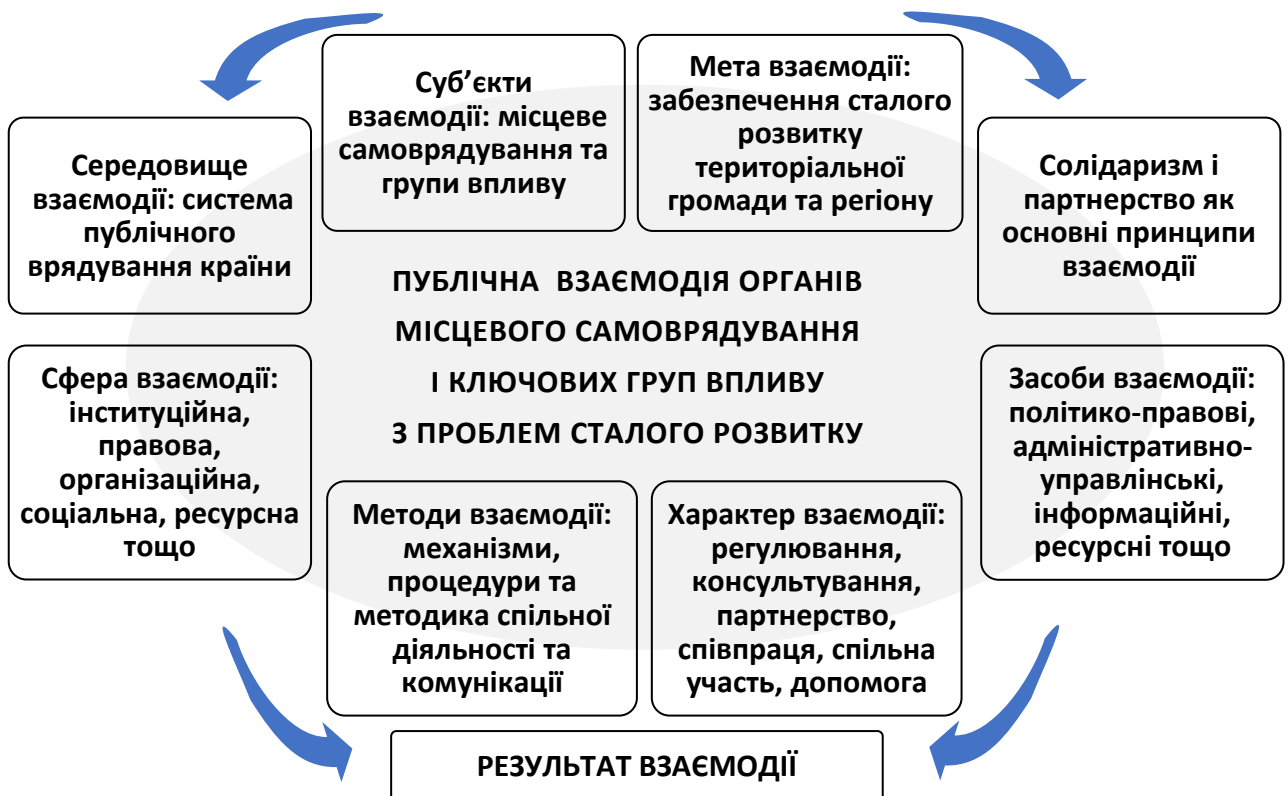 Суб’єкти
взаємодії: місцеве
самоврядування та
групи впливу
Мета взаємодії:
забезпечення сталого
розвитку
територіальної
громади та регіону
Середовище
взаємодії: система
публічного
врядування країни
Солідаризм і
партнерство як
основні принципи
взаємодії
ПУБЛІЧНА ВЗАЄМОДІЯ ОРГАНІВ
МІСЦЕВОГО САМОВРЯДУВАННЯ
І КЛЮЧОВИХ ГРУП ВПЛИВУ
З ПРОБЛЕМ СТАЛОГО РОЗВИТКУ
Сфера взаємодії:
інституційна,
правова,
організаційна,
соціальна, ресурсна
тощо
Засоби взаємодії:
політико-правові,
адміністративно-
управлінські,
інформаційні,
ресурсні тощо
Методи взаємодії:
механізми,
процедури та
методика спільної
діяльності та
комунікації
Характер взаємодії:
регулювання,
консультування,
партнерство,
співпраця, спільна
участь, допомога
РЕЗУЛЬТАТ ВЗАЄМОДІЇ